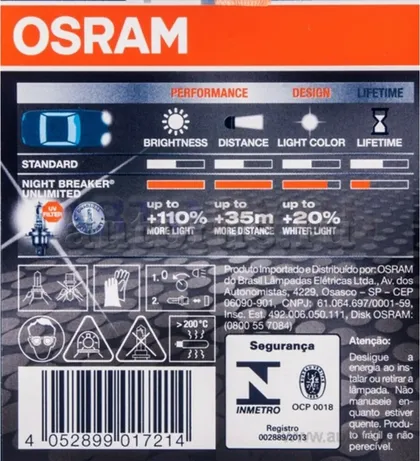 OSRAM
PERFORMANCE DESIGN LIFETIME
BRIGHTNESS DISTANCE LIGHT COLOR LIFETIME
STANDARD
NIGHT BREAKER®
UNLIMITED
UV
FILTER
up to up to up to
+110% +35m +20%
MORE LIGHT MORE DISTANCE WHITER LIGHT
1. 0
2.
>200°C
Produto Importado e Distribuído por: OSRAM
do Brasil Lâmpadas Elétricas Ltda., Av. dos
Autonomistas, 4229, Osasco – SP – CEP
06090-901, CNPJ: 61.064.697/0001-59,
Insc. Est. 492.006.050.111, Disk OSRAM:
(0800 55 7084)
Segurança
INMETRO
OCP 0018
Registro
002889/2013
Atenção:
Desligue a
energia ao ins-
talar ou retirar a
lâmpada. Não
manuseie en-
quanto estiver
quente. Produto
frágil e não
perecível.
4 052899 017214